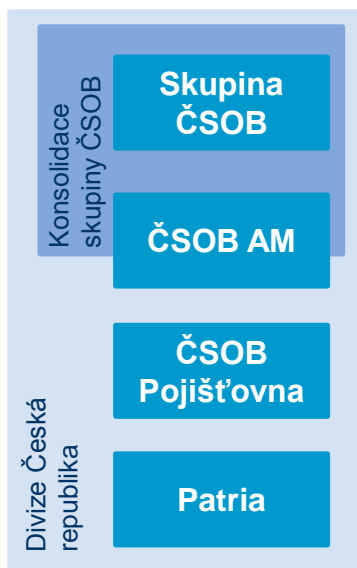 Konsolidace
skupiny ČSOB
Skupina
ČSOB
ČSOB AM
ČSOB
Pojišťovna
Divize Česká
republika
Patria